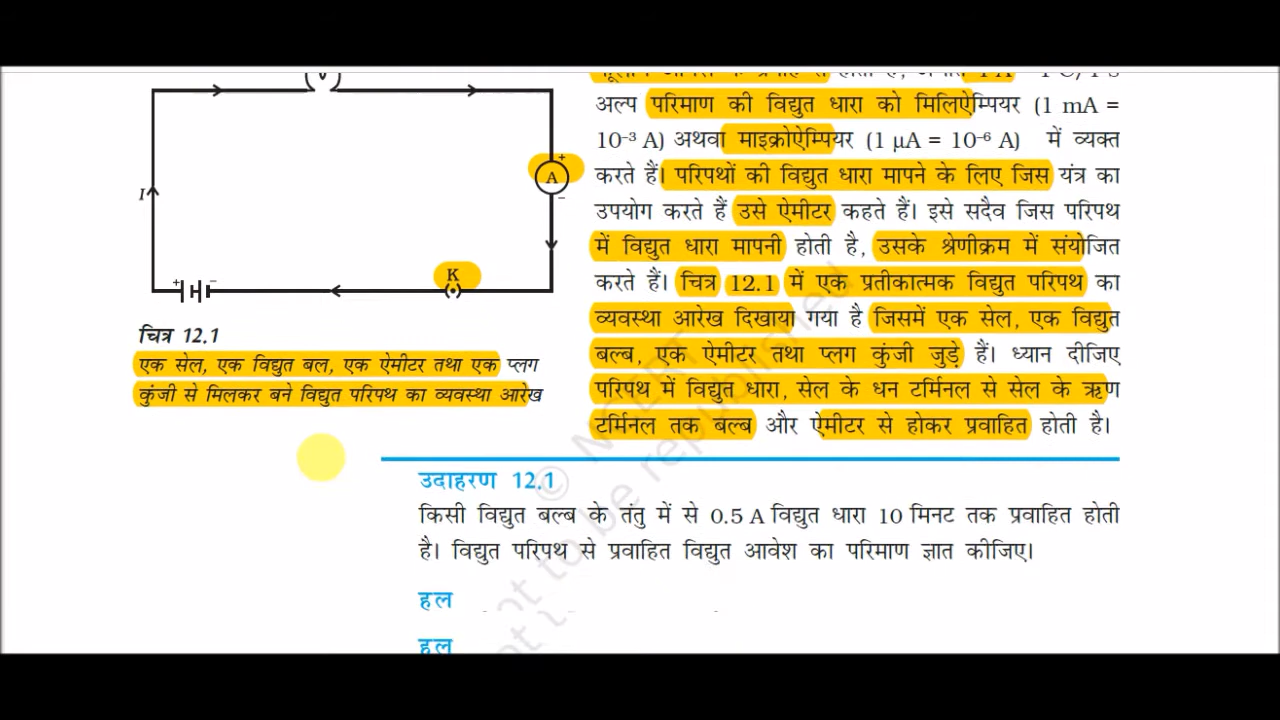 V
I
+
A
–
K
+ –
चित्र 12.1
एक सेल, एक विद्युत बल, एक ऐमीटर तथा एक प्लग
कुंजी से मिलकर बने विद्युत परिपथ का व्यवस्था आरेख
अल्प परिमाण की विद्युत धारा को मिलिऐम्पियर (1 mA =
10⁻³ A) अथवा माइक्रोऐम्पियर (1 µA = 10⁻⁶ A) में व्यक्त
करते हैं। परिपथों की विद्युत धारा मापने के लिए जिस यंत्र का
उपयोग करते हैं उसे ऐमीटर कहते हैं। इसे सदैव जिस परिपथ
में विद्युत धारा मापनी होती है, उसके श्रेणीक्रम में संयोजित
करते हैं। चित्र 12.1 में एक प्रतीकात्मक विद्युत परिपथ का
व्यवस्था आरेख दिखाया गया है जिसमें एक सेल, एक विद्युत
बल्ब, एक ऐमीटर तथा प्लग कुंजी जुड़े हैं। ध्यान दीजिए
परिपथ में विद्युत धारा, सेल के धन टर्मिनल से सेल के ऋण
टर्मिनल तक बल्ब और ऐमीटर से होकर प्रवाहित होती है।
उदाहरण 12.1
किसी विद्युत बल्ब के तंतु में से 0.5 A विद्युत धारा 10 मिनट तक प्रवाहित होती
है। विद्युत परिपथ से प्रवाहित विद्युत आवेश का परिमाण ज्ञात कीजिए।
हल
हल
© NCERT
not to be republished